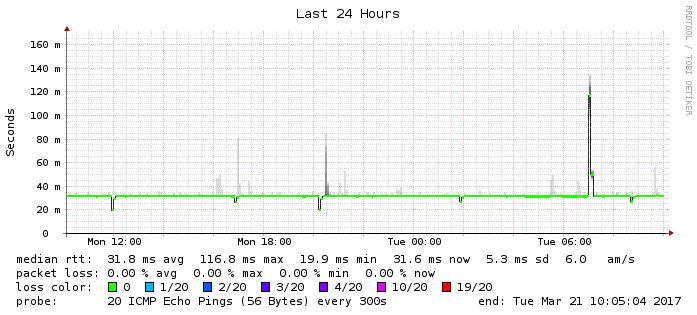 Last 24 Hours
RRDTOOL / TOBI OETIKER
Seconds
160 m
140 m
120 m
100 m
80 m
60 m
40 m
20 m
0
Mon 12:00 Mon 18:00 Tue 00:00 Tue 06:00
median rtt: 31.8 ms avg 116.8 ms max 19.9 ms min 31.6 ms now 5.3 ms sd 6.0 am/s
packet loss: 0.00 % avg 0.00 % max 0.00 % min 0.00 % now
loss color: 0 1/20 2/20 3/20 4/20 10/20 19/20
probe: 20 ICMP Echo Pings (56 Bytes) every 300s end: Tue Mar 21 10:05:04 2017